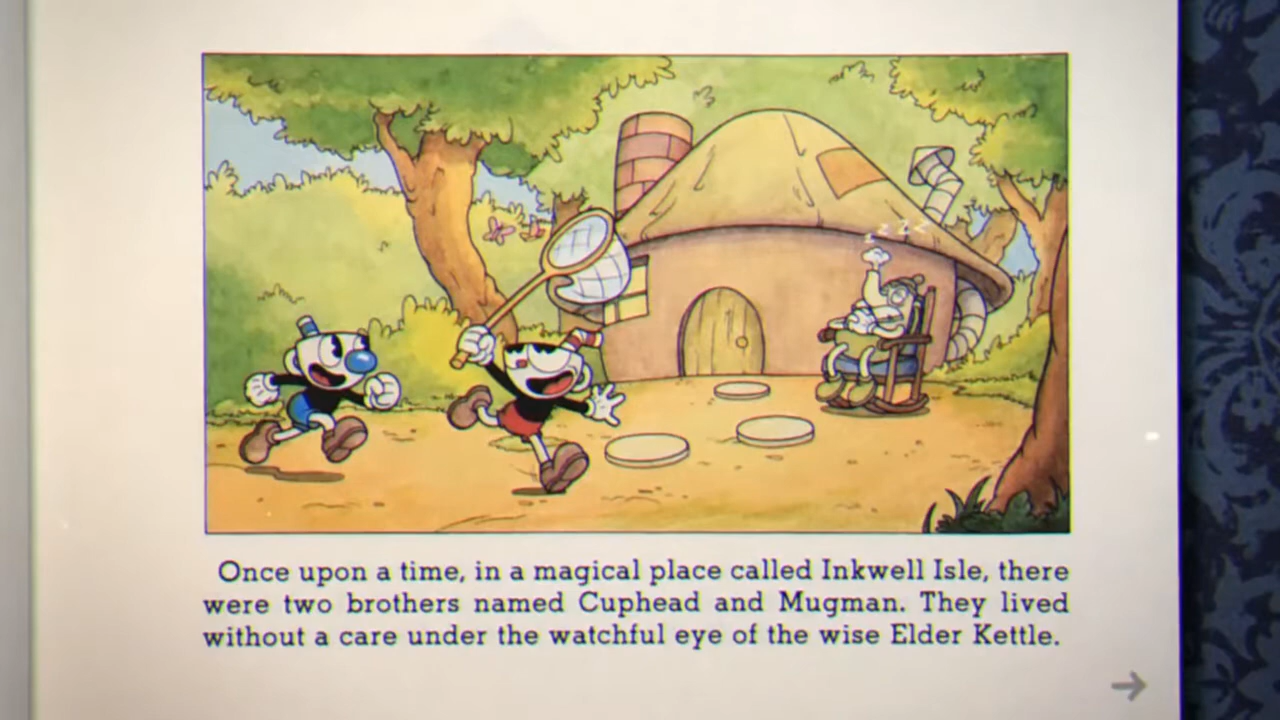 z z Z Z
Once upon a time, in a magical place called Inkwell Isle, there
were two brothers named Cuphead and Mugman. They lived
without a care under the watchful eye of the wise Elder Kettle.